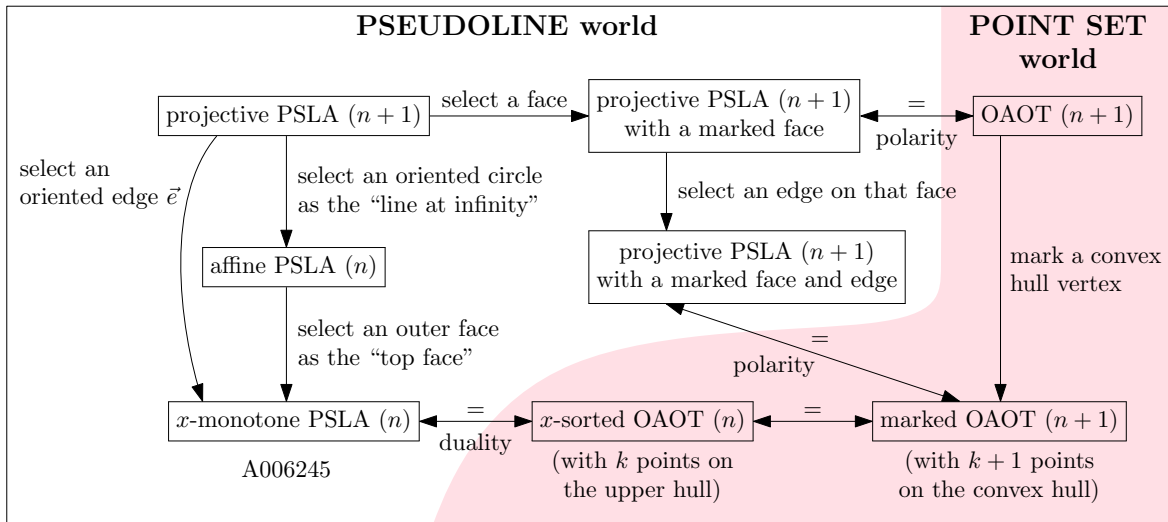 PSEUDOLINE world
POINT SET
world
projective PSLA (n + 1)
select a face
projective PSLA (n + 1)
with a marked face
=
polarity
OAOT (n + 1)
select an
oriented edge e⃗
select an oriented circle
as the “line at infinity”
select an edge on that face
affine PSLA (n)
projective PSLA (n + 1)
with a marked face and edge
mark a convex
hull vertex
select an outer face
as the “top face”
=
polarity
x-monotone PSLA (n)
=
duality
x-sorted OAOT (n)
=
marked OAOT (n + 1)
A006245
(with k points on
the upper hull)
(with k + 1 points
on the convex hull)